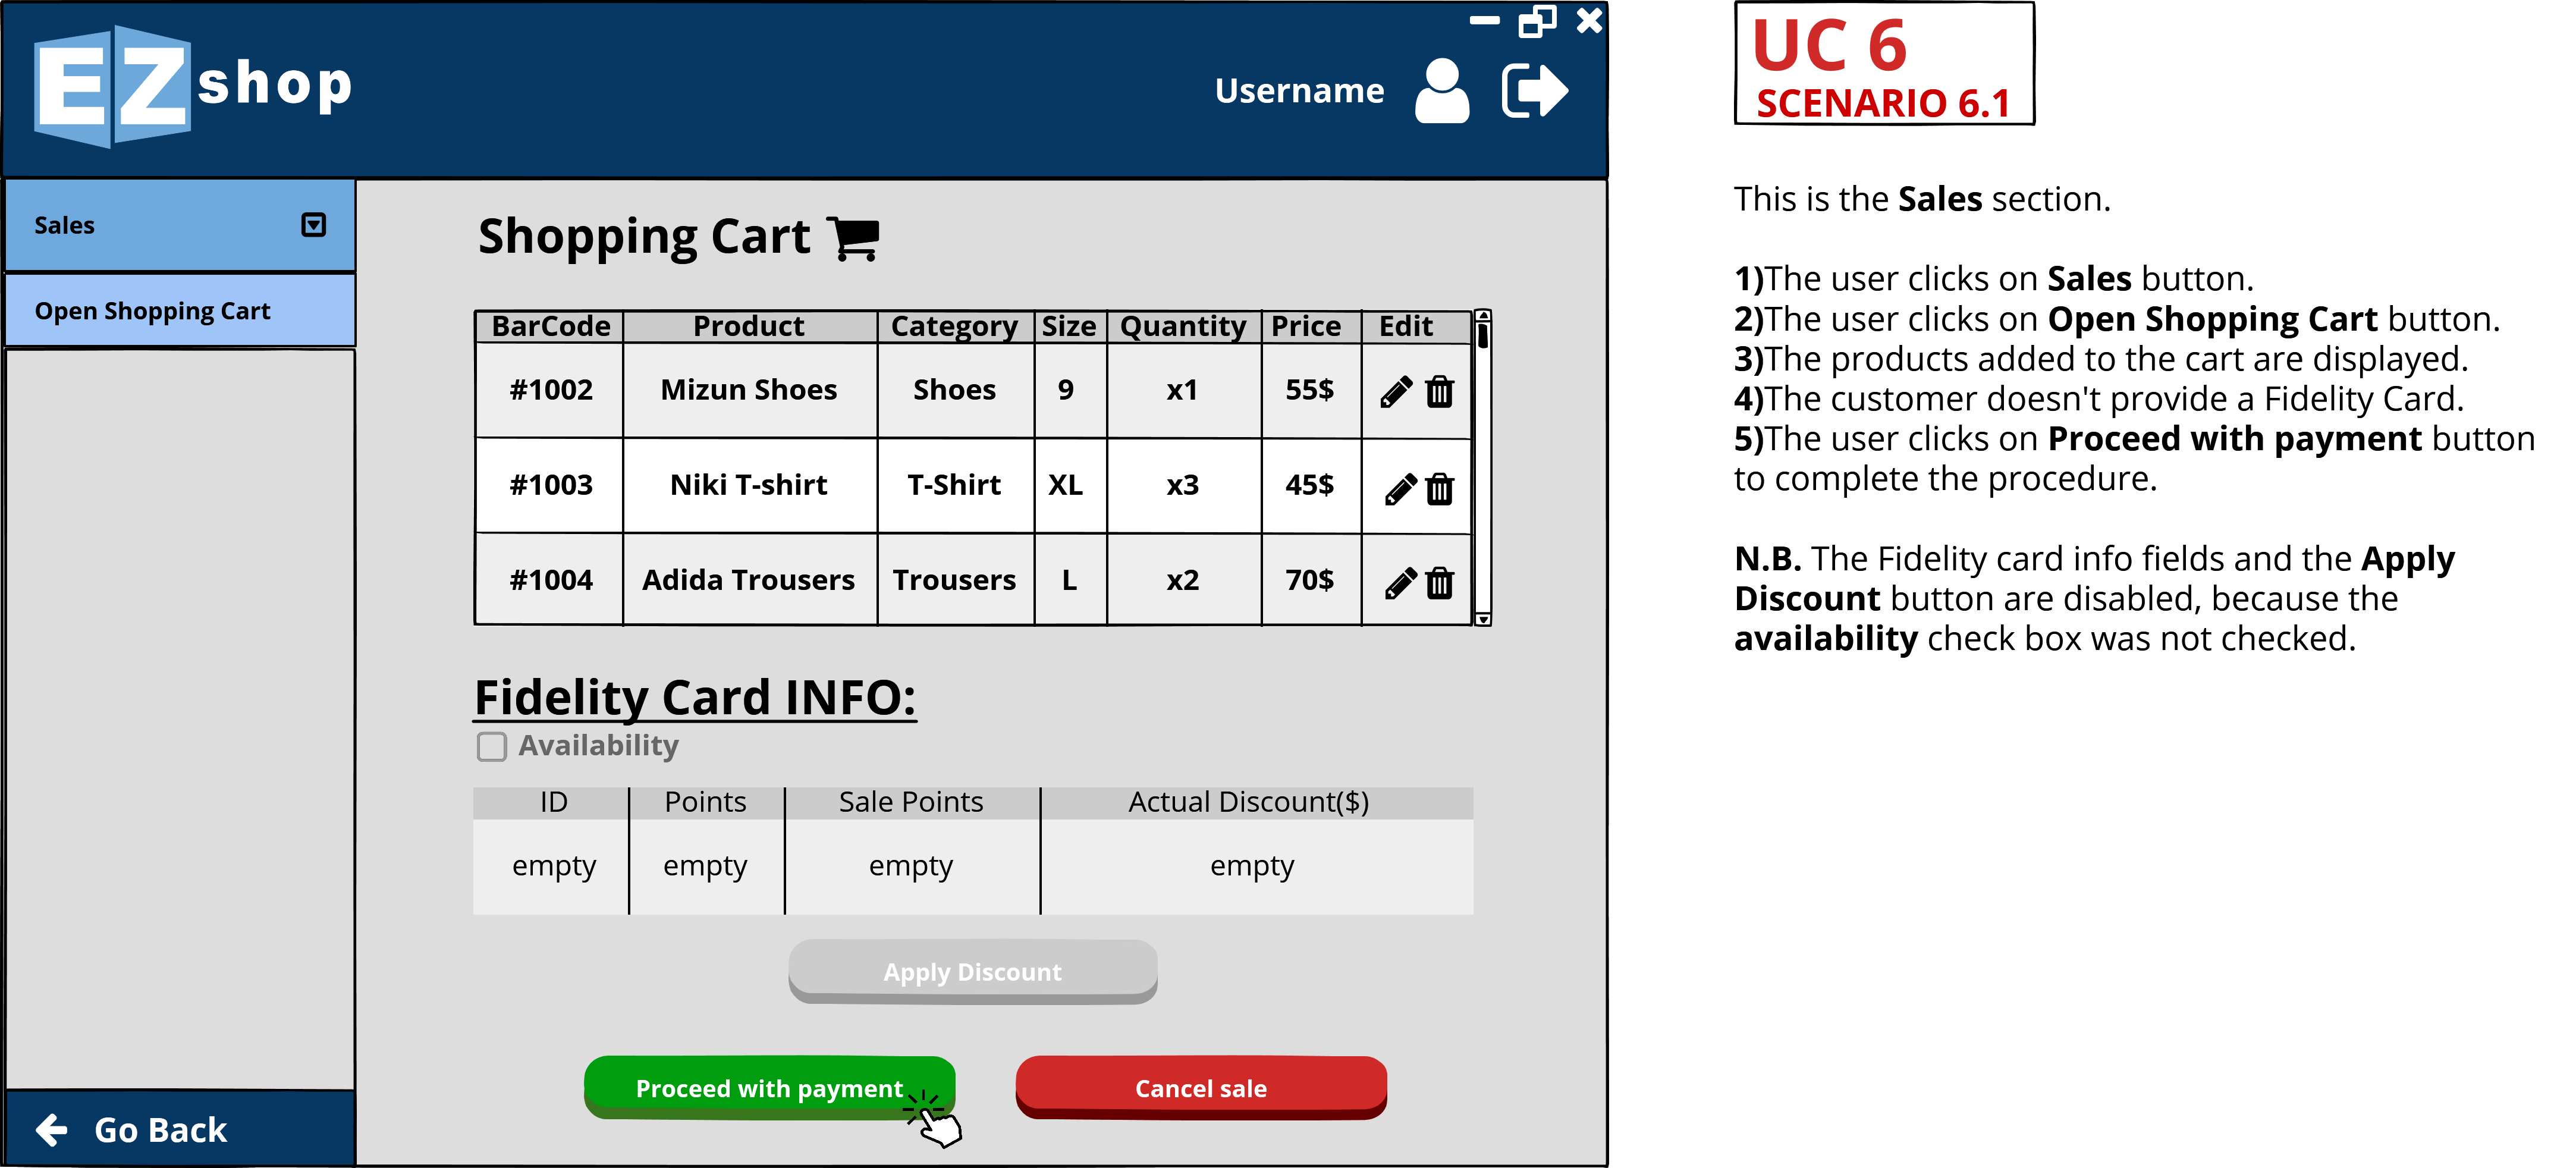 EZshop
Username
Sales
Open Shopping Cart
Go Back
Shopping Cart
BarCode Product Category Size Quantity Price Edit
#1002 Mizun Shoes Shoes 9 x1 55$
#1003 Niki T-shirt T-Shirt XL x3 45$
#1004 Adida Trousers Trousers L x2 70$
Fidelity Card INFO:
Availability
ID Points Sale Points Actual Discount($)
empty empty empty empty
Apply Discount
Proceed with payment Cancel sale
UC 6
SCENARIO 6.1
This is the Sales section.
1)The user clicks on Sales button.
2)The user clicks on Open Shopping Cart button.
3)The products added to the cart are displayed.
4)The customer doesn't provide a Fidelity Card.
5)The user clicks on Proceed with payment button
to complete the procedure.
N.B. The Fidelity card info fields and the Apply
Discount button are disabled, because the
availability check box was not checked.